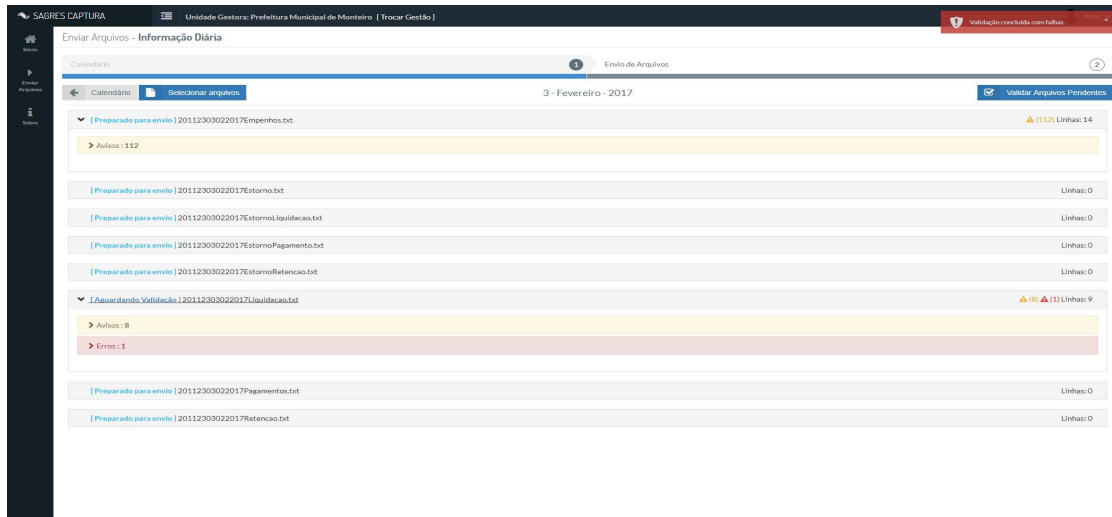 SAGRES CAPTURA
Unidade Gestora: Prefeitura Municipal de Monteiro [ Trocar Gestão ]
Validação concluída com falhas.
Início
Enviar Arquivos
Sobre
Enviar Arquivos – Informação Diária
Calendário 1 Envio de Arquivos 2
Calendário Selecionar arquivos 3 - Fevereiro - 2017 Validar Arquivos Pendentes
[ Preparado para envio ] 20112303022017Empenhos.txt (112) Linhas: 14
Avisos : 112
[ Preparado para envio ] 20112303022017Estorno.txt Linhas: 0
[ Preparado para envio ] 20112303022017EstornoLiquidacao.txt Linhas: 0
[ Preparado para envio ] 20112303022017EstornoPagamento.txt Linhas: 0
[ Preparado para envio ] 20112303022017EstornoRetencao.txt Linhas: 0
[ Aguardando Validação ] 20112303022017Liquidacao.txt (8) (1) Linhas: 9
Avisos : 8
Erros : 1
[ Preparado para envio ] 20112303022017Pagamentos.txt Linhas: 0
[ Preparado para envio ] 20112303022017Retencao.txt Linhas: 0